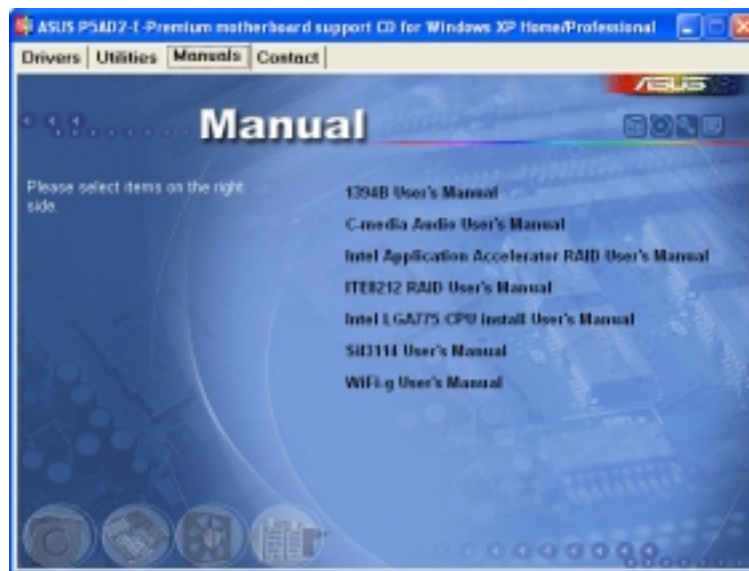 ASUS P5AD2-E-Premium motherboard support CD for Windows XP Home/Professional
Drivers Utilities Manuals Contact
ASUS
Manual
Please select items on the right
side.
1394B User's Manual
C-media Audio User's Manual
Intel Application Accelerator RAID User's Manual
ITE8212 RAID User's Manual
Intel LGA775 CPU install User's Manual
SiI3114 User's Manual
WiFi-g User's Manual